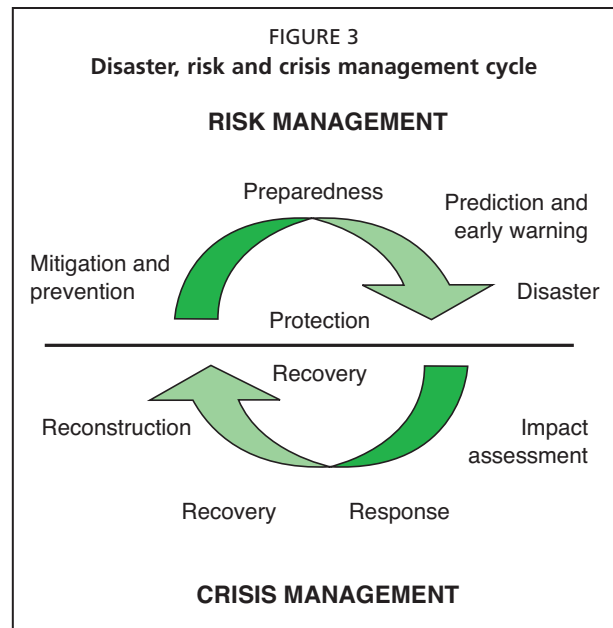 FIGURE 3
Disaster, risk and crisis management cycle
RISK MANAGEMENT
Preparedness
Prediction and
early warning
Mitigation and
prevention
Disaster
Protection
Recovery
Reconstruction
Impact
assessment
Recovery
Response
CRISIS MANAGEMENT